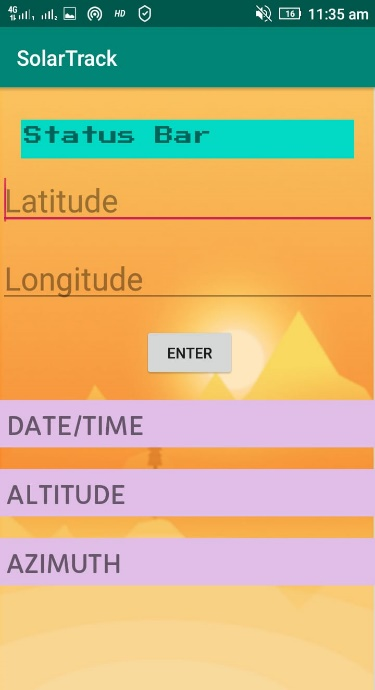 4G HD 16 11:35 am
SolarTrack
Status Bar
Latitude
Longitude
ENTER
DATE/TIME
ALTITUDE
AZIMUTH